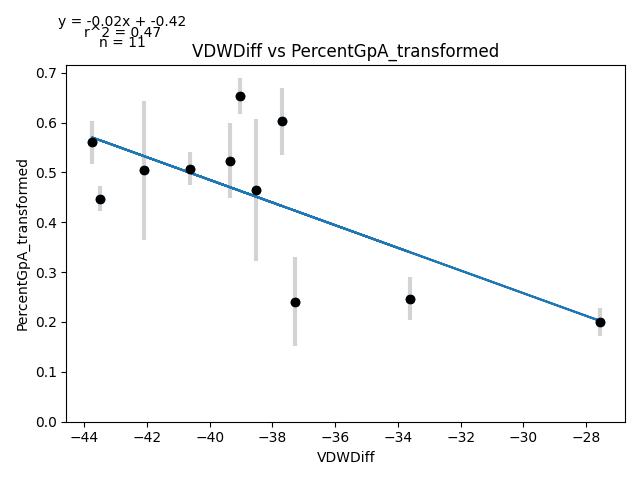 y = -0.02x + -0.42
r^2 = 0.47
n = 11
VDWDiff vs PercentGpA_transformed
PercentGpA_transformed
0.7
0.6
0.5
0.4
0.3
0.2
0.1
0.0
−44 −42 −40 −38 −36 −34 −32 −30 −28
VDWDiff